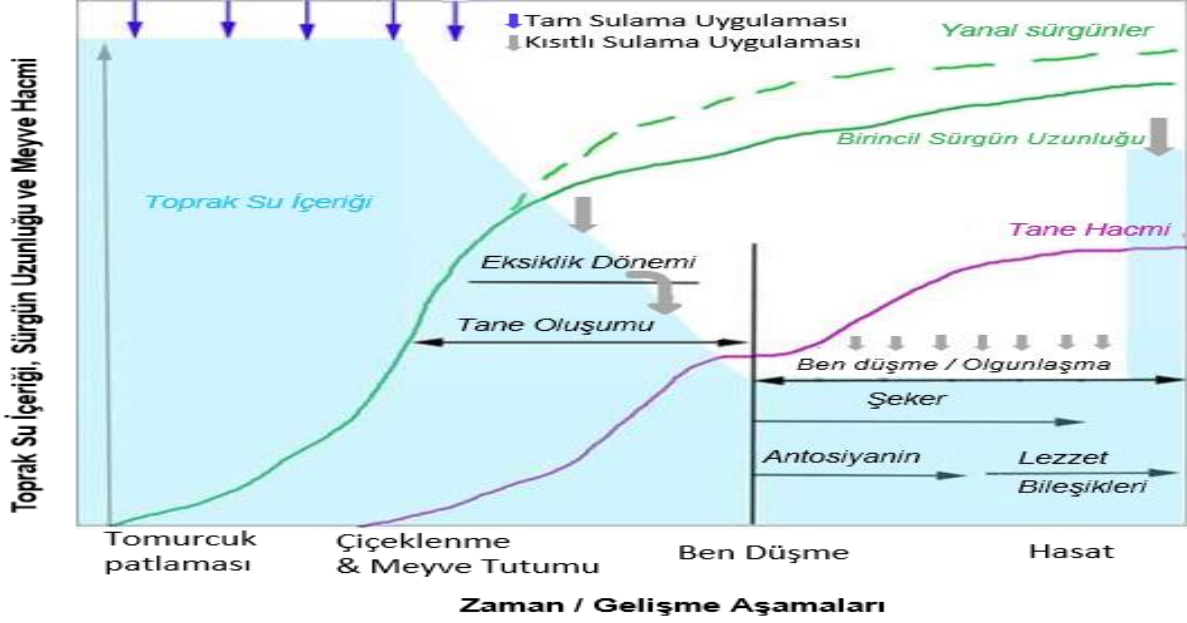 Tam Sulama Uygulaması
Kısıtlı Sulama Uygulaması
Yanal sürgünler
Birincil Sürgün Uzunluğu
Toprak Su İçeriği
Tane Hacmi
Eksiklik Dönemi
Tane Oluşumu
Ben düşme / Olgunlaşma
Şeker
Antosiyanin
Lezzet
Bileşikleri
Toprak Su İçeriği, Sürgün Uzunluğu ve Meyve Hacmi
Tomurcuk
patlaması
Çiçeklenme
& Meyve Tutumu
Ben Düşme
Hasat
Zaman / Gelişme Aşamaları